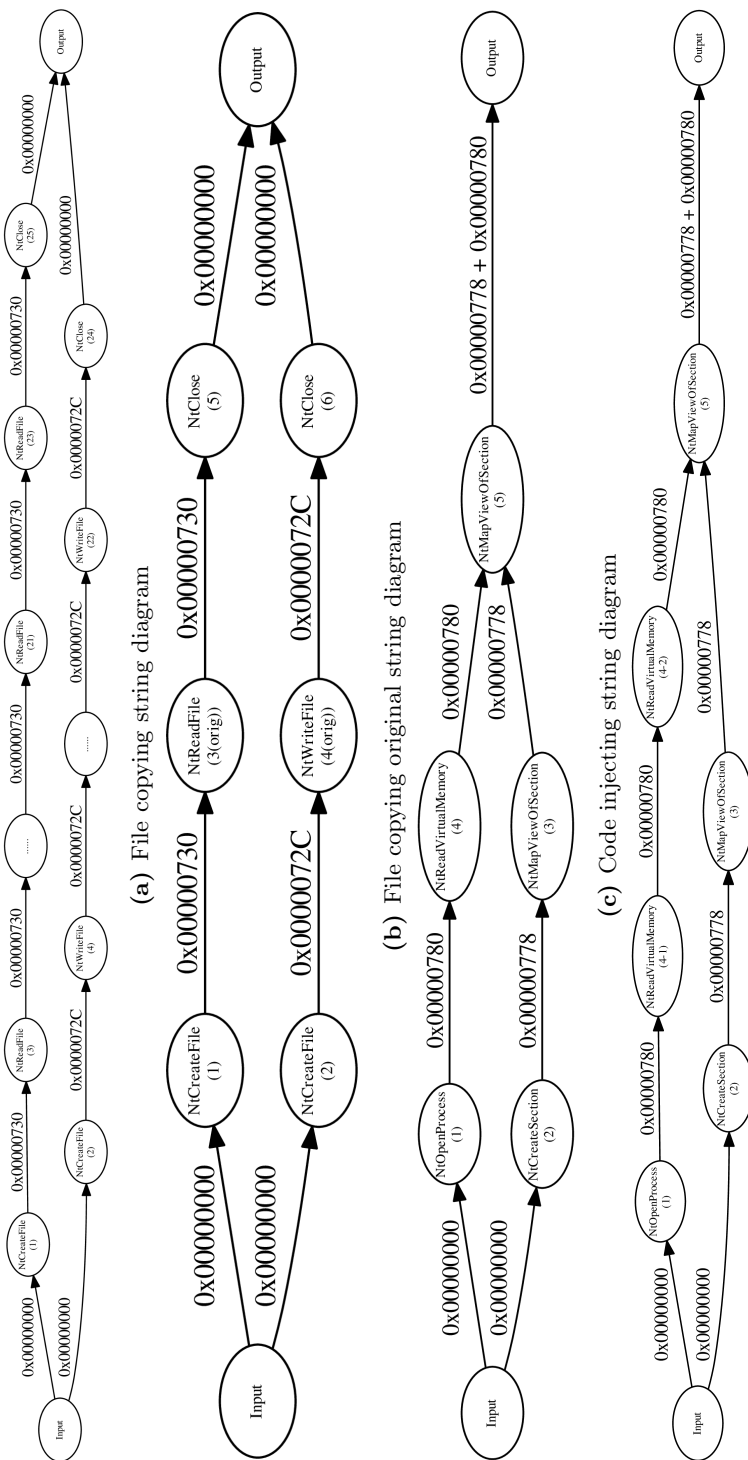 Input
0x00000000
0x00000000
NtCreateFile
(1)
NtCreateFile
(2)
0x00000730
0x0000072C
NtReadFile
(3)
NtWriteFile
(4)
0x00000730
0x0000072C
......
......
0x00000730
0x0000072C
NtReadFile
(21)
NtWriteFile
(22)
0x00000730
0x0000072C
NtReadFile
(23)
NtClose
(24)
0x00000730
0x00000000
NtClose
(25)
0x00000000
Output
(a) File copying string diagram
Input
0x00000000
0x00000000
NtCreateFile
(1)
NtCreateFile
(2)
0x00000730
0x0000072C
NtReadFile
(3(orig))
NtWriteFile
(4(orig))
0x00000730
0x0000072C
NtClose
(5)
NtClose
(6)
0x00000000
0x00000000
Output
(b) File copying original string diagram
Input
0x00000000
0x00000000
NtOpenProcess
(1)
NtCreateSection
(2)
0x00000780
0x00000778
NtReadVirtualMemory
(4)
NtMapViewOfSection
(3)
0x00000780
0x00000778
NtMapViewOfSection
(5)
0x00000778 + 0x00000780
Output
(c) Code injecting string diagram
Input
0x00000000
0x00000000
NtOpenProcess
(1)
NtCreateSection
(2)
0x00000780
0x00000778
NtReadVirtualMemory
(4-1)
NtMapViewOfSection
(3)
0x00000780
NtReadVirtualMemory
(4-2)
0x00000778
0x00000780
NtMapViewOfSection
(5)
0x00000778 + 0x00000780
Output